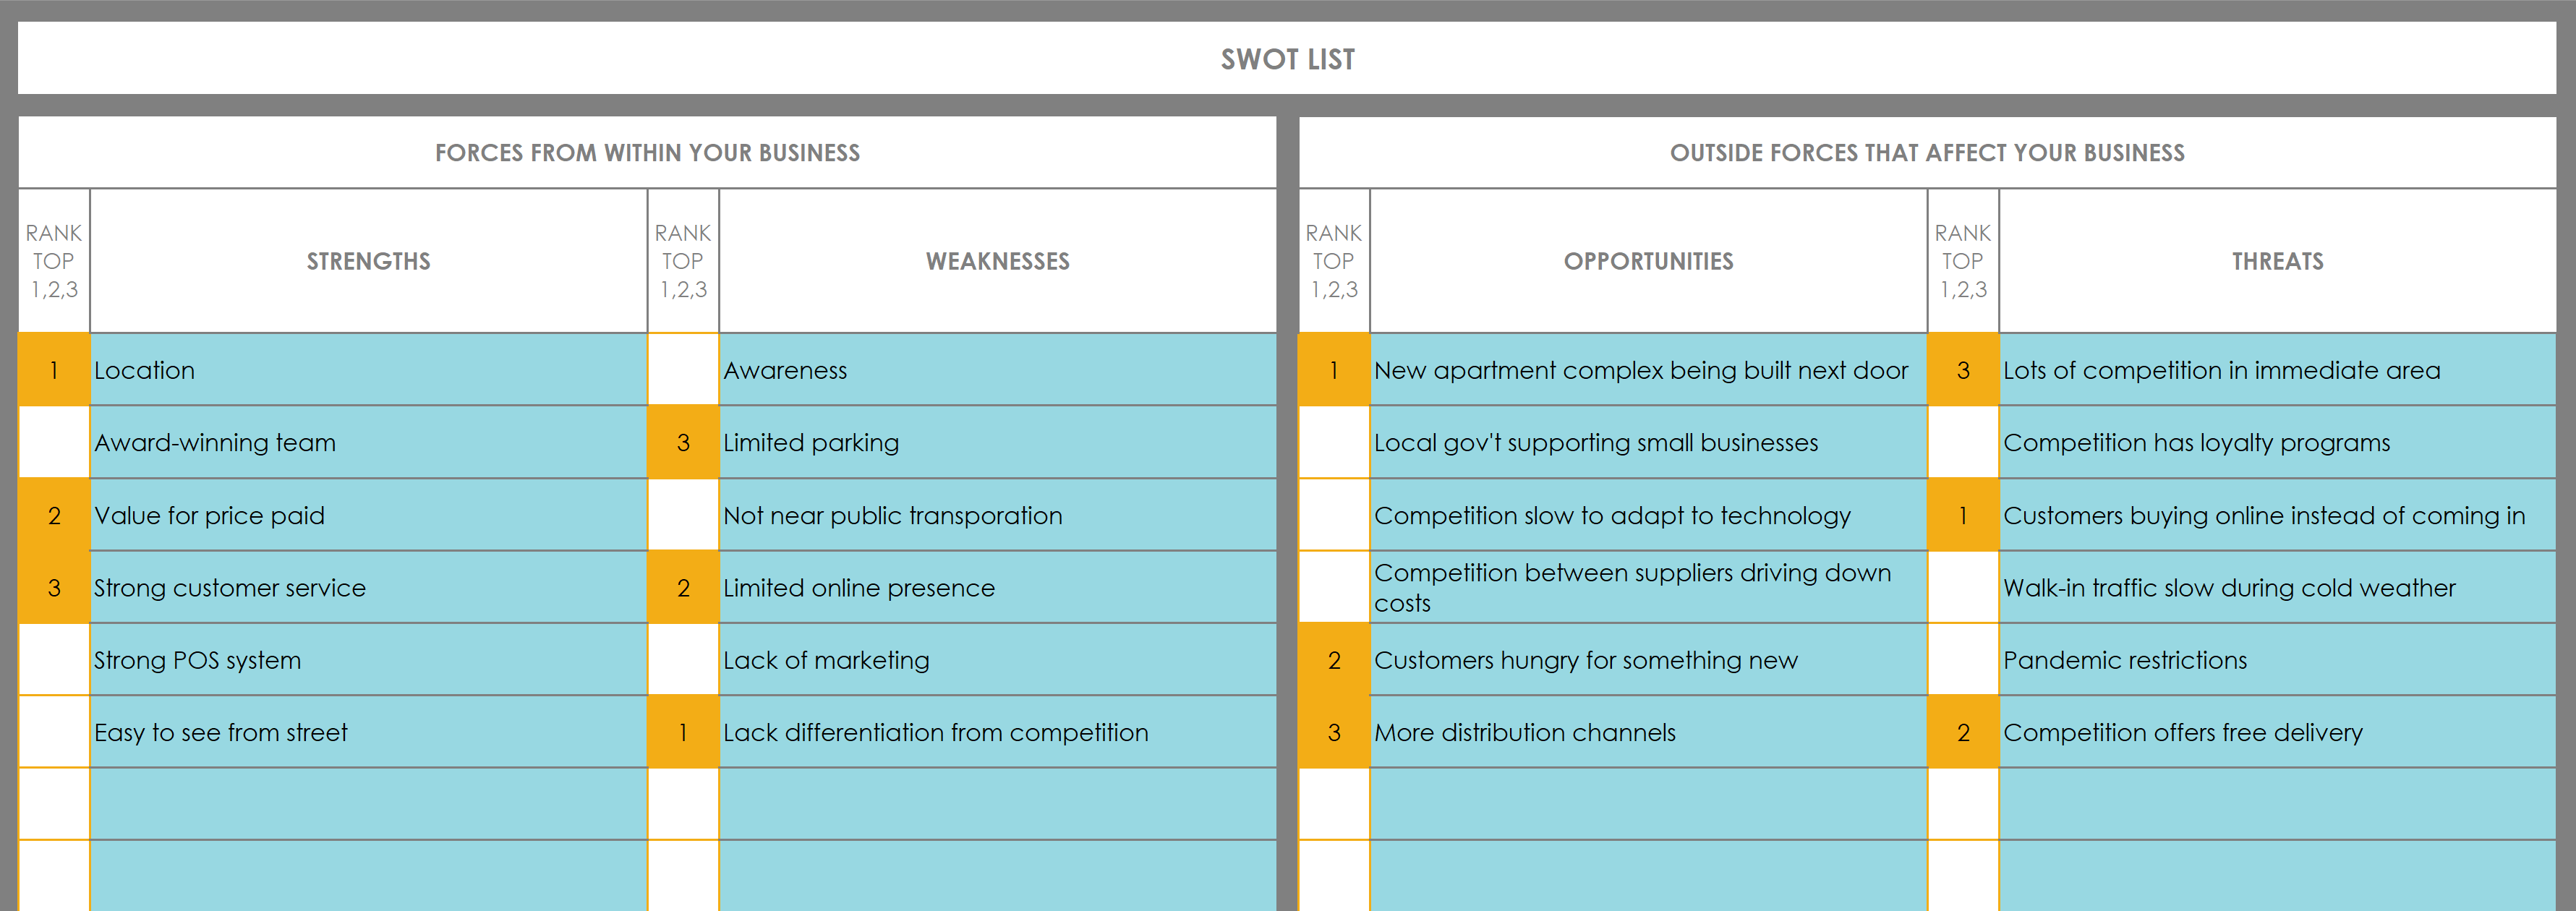 SWOT LIST
FORCES FROM WITHIN YOUR BUSINESS
OUTSIDE FORCES THAT AFFECT YOUR BUSINESS
RANK
TOP
1,2,3
STRENGTHS
RANK
TOP
1,2,3
WEAKNESSES
RANK
TOP
1,2,3
OPPORTUNITIES
RANK
TOP
1,2,3
THREATS
1 Location
Awareness
1 New apartment complex being built next door
3 Lots of competition in immediate area
Award-winning team
3 Limited parking
Local gov't supporting small businesses
Competition has loyalty programs
2 Value for price paid
Not near public transporation
Competition slow to adapt to technology
1 Customers buying online instead of coming in
3 Strong customer service
2 Limited online presence
Competition between suppliers driving down
costs
Walk-in traffic slow during cold weather
Strong POS system
Lack of marketing
2 Customers hungry for something new
Pandemic restrictions
Easy to see from street
1 Lack differentiation from competition
3 More distribution channels
2 Competition offers free delivery